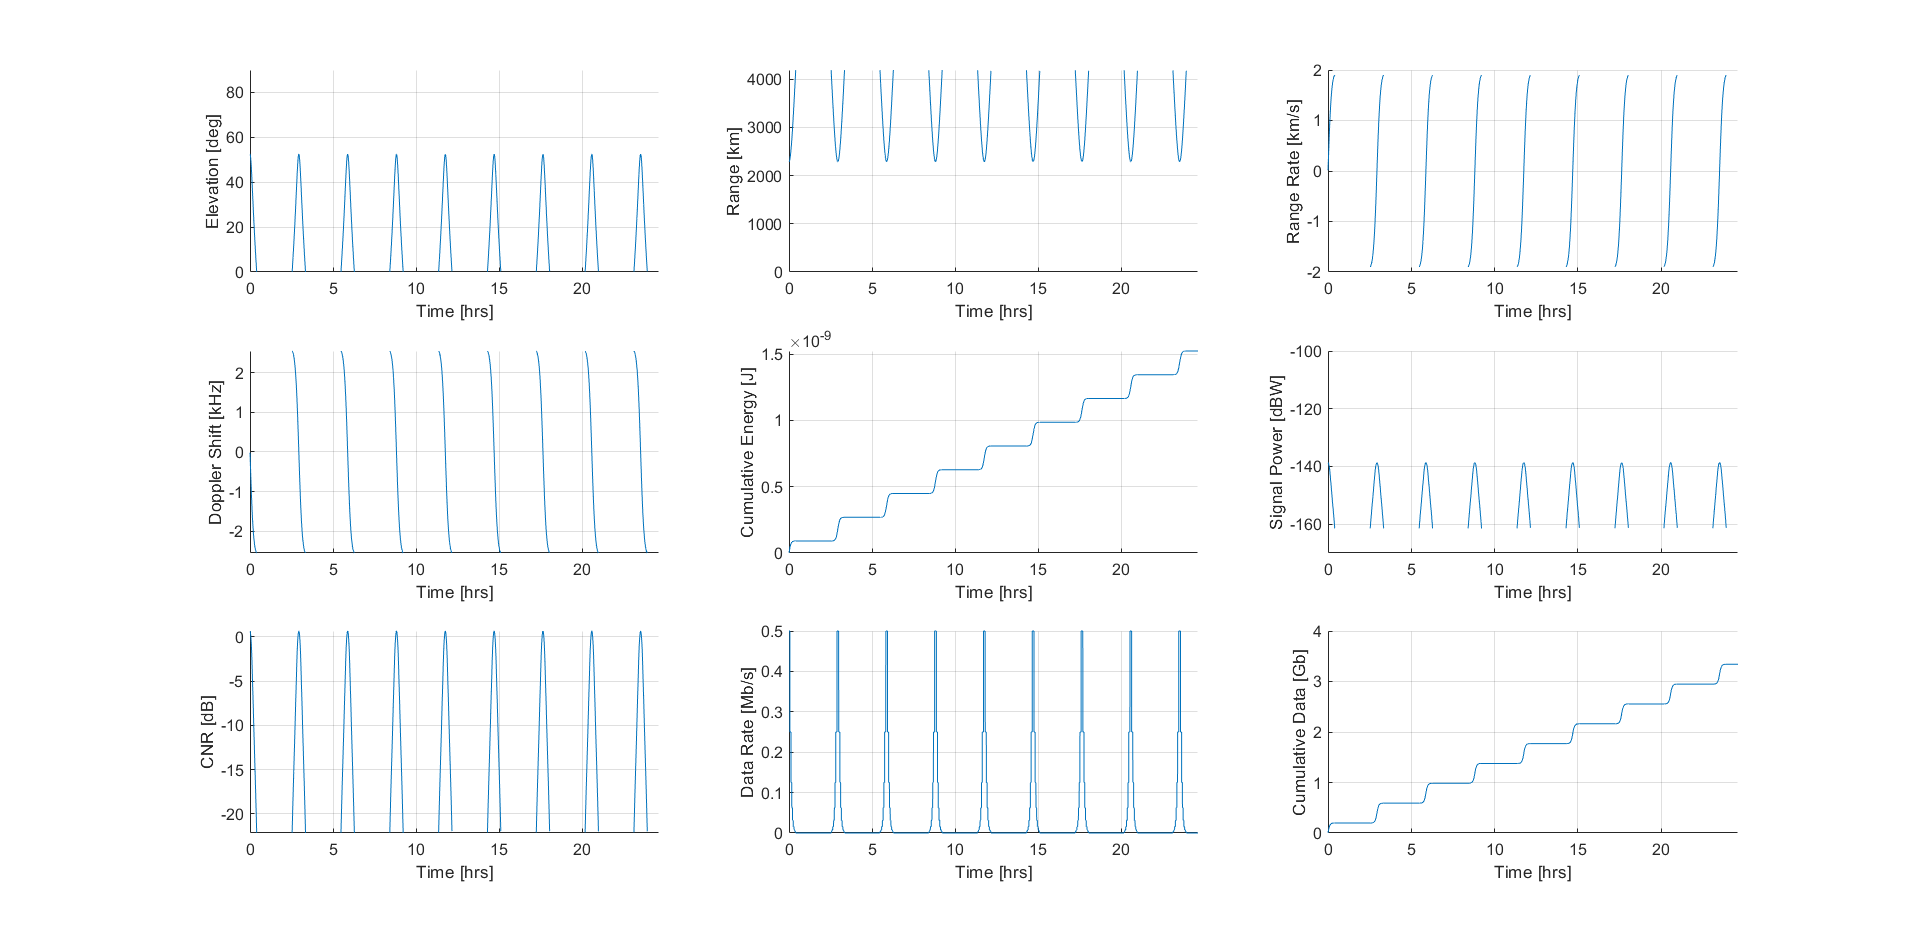 Elevation [deg]
80
60
40
20
0
0 5 10 15 20
Time [hrs]
Range [km]
4000
3000
2000
1000
0
0 5 10 15 20
Time [hrs]
Range Rate [km/s]
2
1
0
-1
-2
0 5 10 15 20
Time [hrs]
Doppler Shift [kHz]
2
1
0
-1
-2
0 5 10 15 20
Time [hrs]
×10-9
Cumulative Energy [J]
1.5
1
0.5
0
0 5 10 15 20
Time [hrs]
Signal Power [dBW]
-100
-120
-140
-160
0 5 10 15 20
Time [hrs]
CNR [dB]
0
-5
-10
-15
-20
0 5 10 15 20
Time [hrs]
Data Rate [Mb/s]
0.5
0.4
0.3
0.2
0.1
0
0 5 10 15 20
Time [hrs]
Cumulative Data [Gb]
4
3
2
1
0
0 5 10 15 20
Time [hrs]